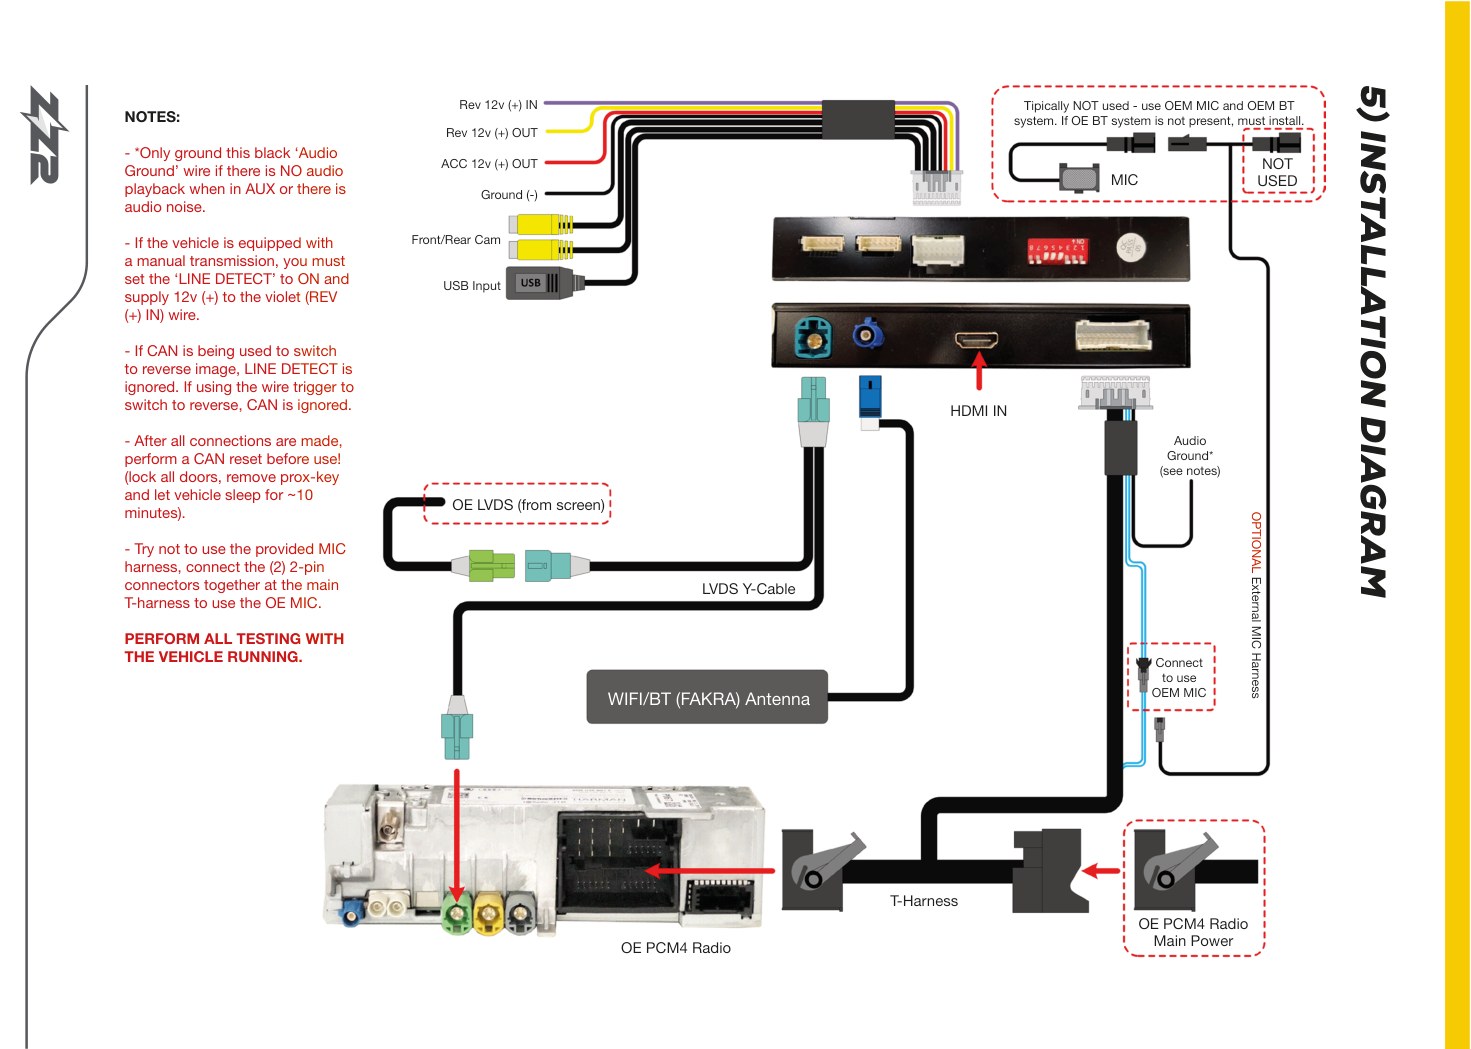 5) INSTALLATION DIAGRAM
NOTES:
- *Only ground this black ‘Audio
Ground’ wire if there is NO audio
playback when in AUX or there is
audio noise.
- If the vehicle is equipped with
a manual transmission, you must
set the ‘LINE DETECT’ to ON and
supply 12v (+) to the violet (REV
(+) IN) wire.
- If CAN is being used to switch
to reverse image, LINE DETECT is
ignored. If using the wire trigger to
switch to reverse, CAN is ignored.
- After all connections are made,
perform a CAN reset before use!
(lock all doors, remove prox-key
and let vehicle sleep for ~10
minutes).
- Try not to use the provided MIC
harness, connect the (2) 2-pin
connectors together at the main
T-harness to use the OE MIC.
PERFORM ALL TESTING WITH
THE VEHICLE RUNNING.
Rev 12v (+) IN
Rev 12v (+) OUT
ACC 12v (+) OUT
Ground (-)
Front/Rear Cam
USB Input
USB
Tipically NOT used - use OEM MIC and OEM BT
system. If OE BT system is not present, must install.
MIC
NOT
USED
HDMI IN
Audio
Ground*
(see notes)
OE LVDS (from screen)
LVDS Y-Cable
OPTIONAL External MIC Harness
Connect
to use
OEM MIC
WIFI/BT (FAKRA) Antenna
T-Harness
OE PCM4 Radio
Main Power
OE PCM4 Radio